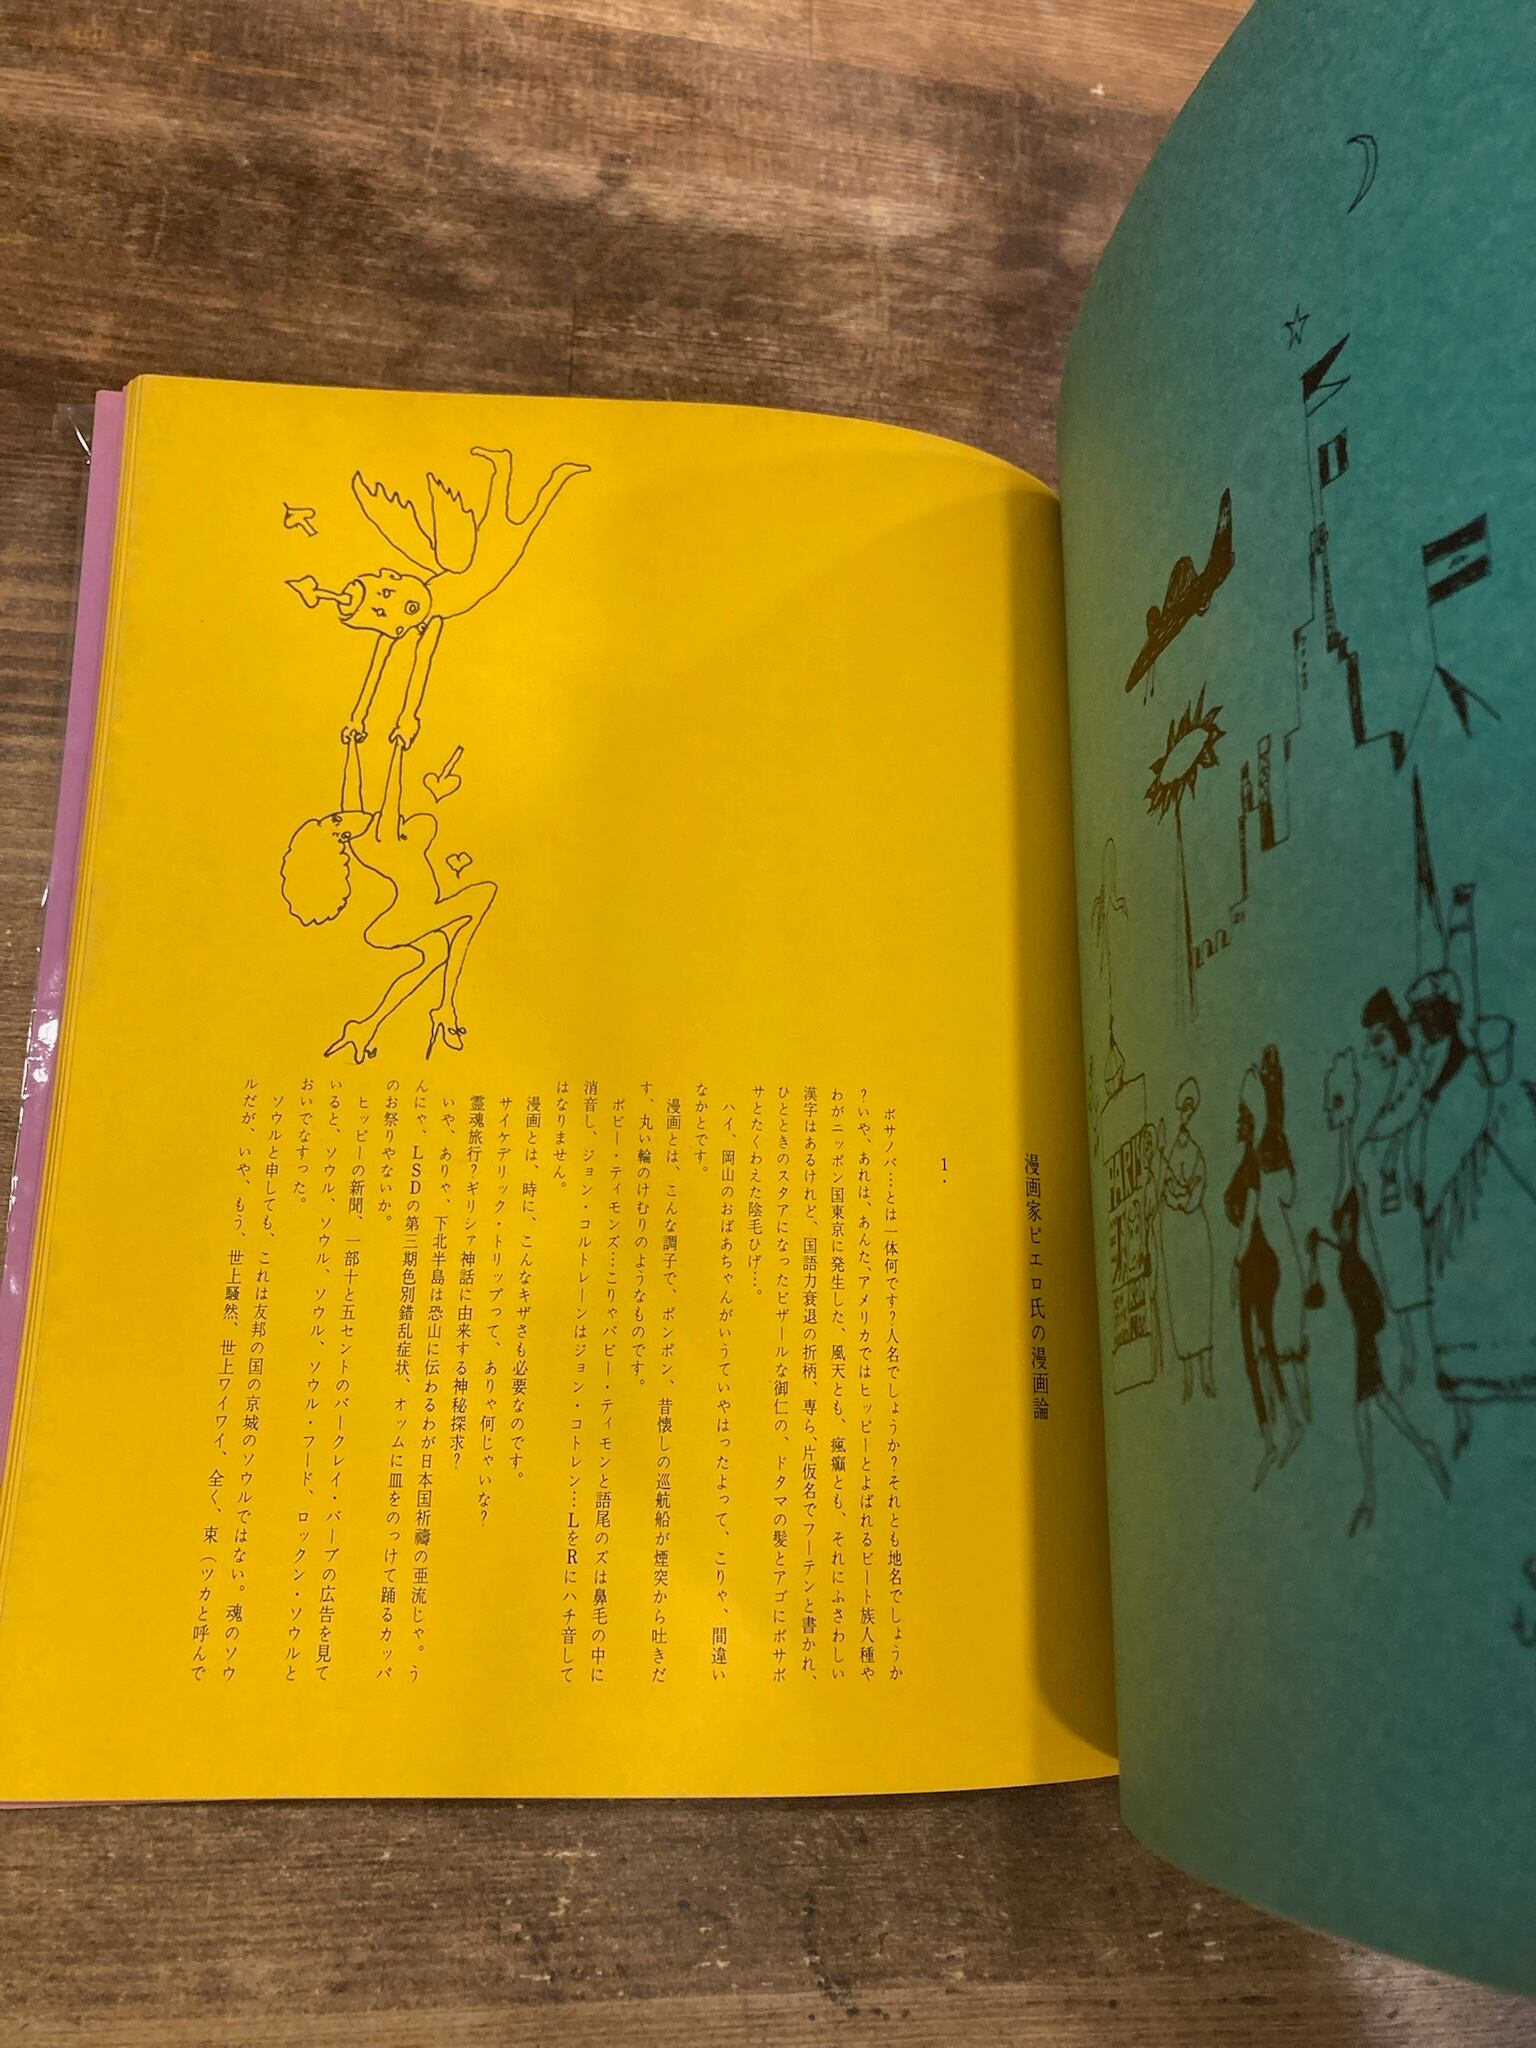 漫画家ピエロ氏の漫画論
1.
ボサノバ…とは一体何です?人名でしょうか?それとも地名でしょうか
?いや、あれは、あんた、アメリカではヒッピーとよばれるビート族人種や
わがニッポン国東京に発生した、風天とも、瘋癲とも、それにふさわしい
漢字はあるけれど、国語力衰退の折柄、専ら、片仮名でフーテンと書かれ、
ひとときのスタアになったビザールな御仁の、ドタマの髪とアゴにボサボ
サとたくわえた陰毛ひげ…。
ハイ、岡山のおばあちゃんがいうていやはったよって、こりゃ、間違い
なかとです。
漫画とは、こんな調子で、ポンポン、昔懐しの巡航船が煙突から吐きだ
す、丸い輪のけむりのようなものです。
ボビー・ティモンズ…こりゃバビー・ティモンと語尾のズは鼻毛の中に
消音し、ジョン・コルトレーンはジョン・コトレン…LをRにハチ音して
はなりません。
漫画とは、時に、こんなキザさも必要なのです。
サイケデリック・トリップって、ありゃ何じゃいな?
霊魂旅行?ギリシァ神話に由来する神秘探求?
いや、ありゃ、下北半島は恐山に伝わるわが日本国祈禱の亜流じゃ。う
んにゃ、LSDの第三期色別錯乱症状、オッムに皿をのっけて踊るカッパ
のお祭りやないか。
ヒッピーの新聞、一部十と五セントのバークレイ・バーブの広告を見て
いると、ソウル、ソウル、ソウル、ソウル・フード、ロックン・ソウルと
おいでなすった。
ソウルと申しても、これは友邦の国の京城のソウルではない。魂のソウ
ルだが、いや、もう、世上騒然、世上ワイワイ、全く、束(ツカと呼んで